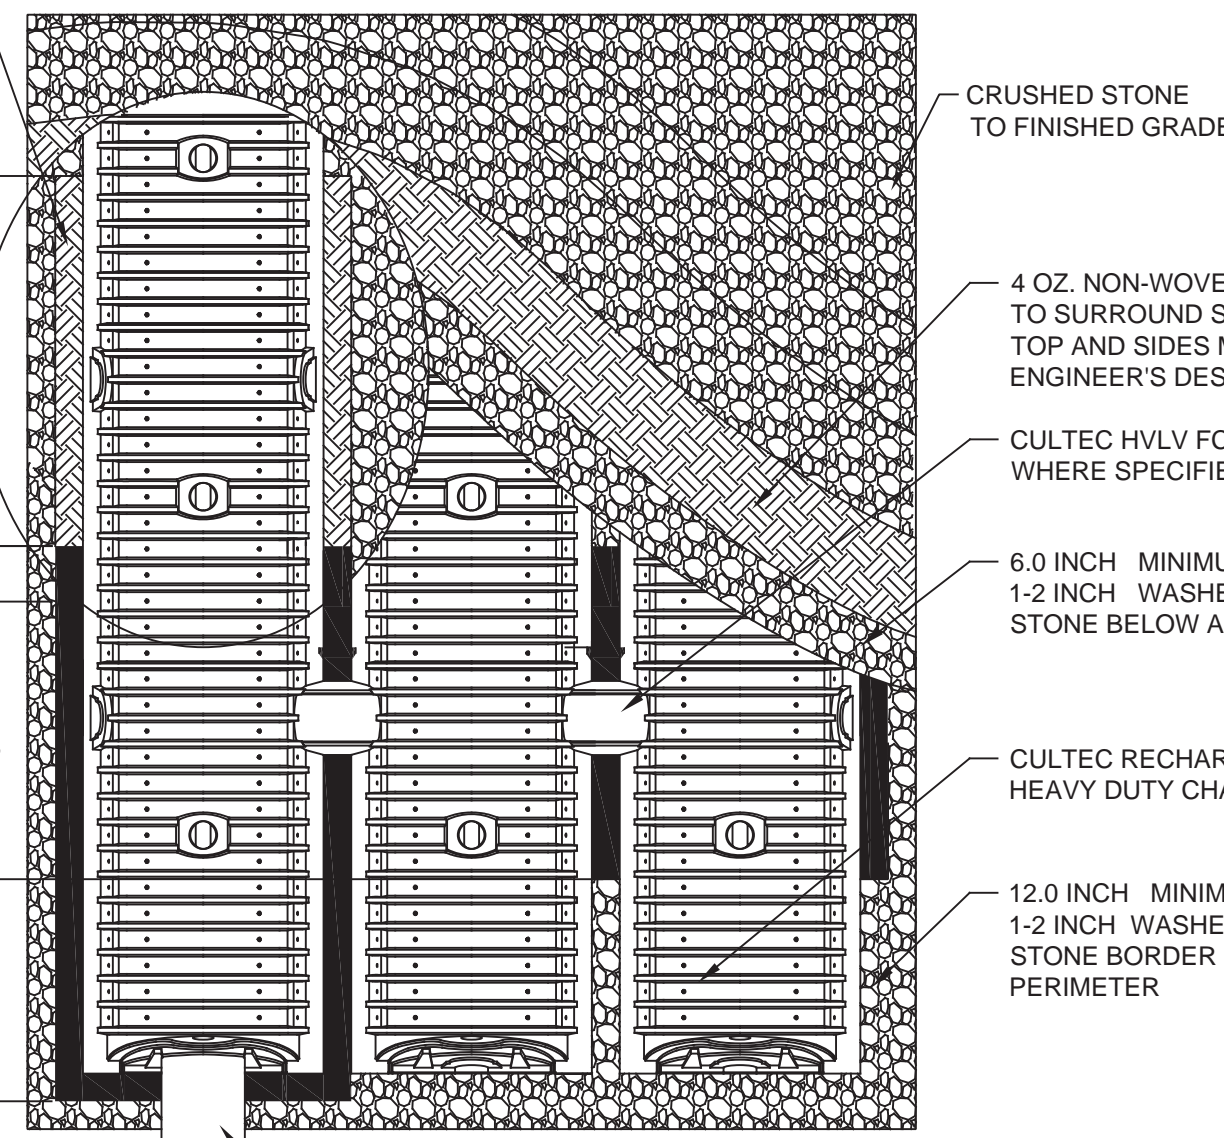 CRUSHED STONE
TO FINISHED GRADE
4 OZ. NON-WOVE
TO SURROUND S
TOP AND SIDES M
ENGINEER'S DES
CULTEC HVLV FC
WHERE SPECIFIE
6.0 INCH MINIMU
1-2 INCH WASHE
STONE BELOW A
CULTEC RECHAR
HEAVY DUTY CHA
12.0 INCH MINIM
1-2 INCH WASHE
STONE BORDER
PERIMETER